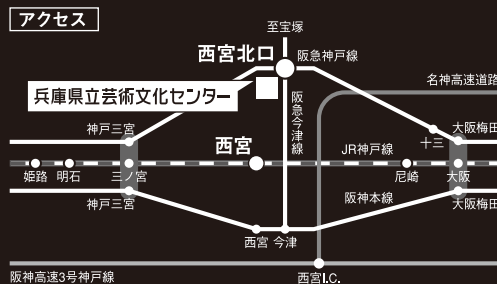 アクセス
至宝塚
西宮北口
阪急神戸線
名神高速道路
兵庫県立芸術文化センター
阪急今津線
神戸三宮
西宮
JR神戸線
十三
大阪梅田
姫路
明石
三ノ宮
尼崎
大阪
神戸三宮
阪神本線
大阪梅田
西宮
今津
阪神高速3号神戸線
西宮I.C.